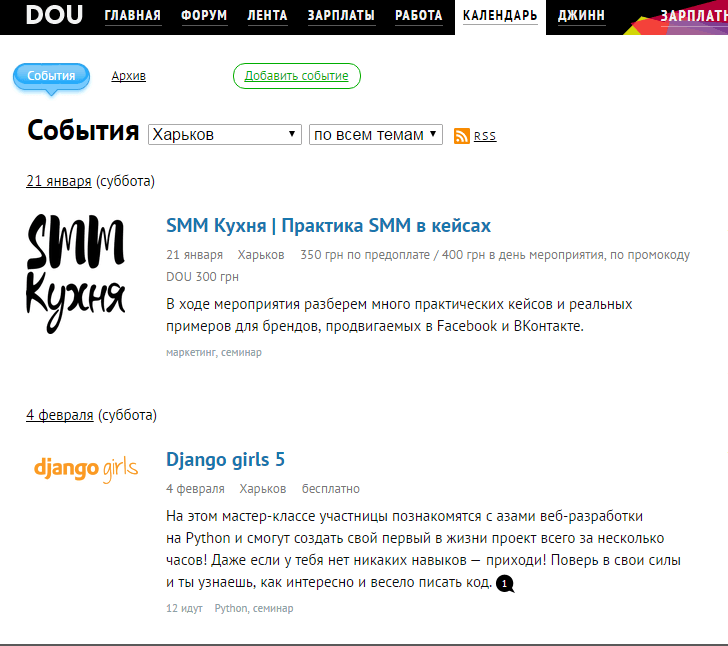 DOU ГЛАВНАЯ ФОРУМ ЛЕНТА ЗАРПЛАТЫ РАБОТА КАЛЕНДАРЬ ДЖИНН ЗАРПЛАТ
События Архив Добавить событие
События Харьков по всем темам RSS
21 января (суббота)
SMM Кухня
SMM Кухня | Практика SMM в кейсах
21 января Харьков 350 грн по предоплате / 400 грн в день мероприятия, по промокоду
DOU 300 грн
В ходе мероприятия разберем много практических кейсов и реальных
примеров для брендов, продвигаемых в Facebook и ВКонтакте.
маркетинг, семинар
4 февраля (суббота)
django girls
Django girls 5
4 февраля Харьков бесплатно
На этом мастер-классе участницы познакомятся с азами веб-разработки
на Python и смогут создать свой первый в жизни проект всего за несколько
часов! Даже если у тебя нет никаких навыков — приходи! Поверь в свои силы
и ты узнаешь, как интересно и весело писать код. 1
12 идут Python, семинар